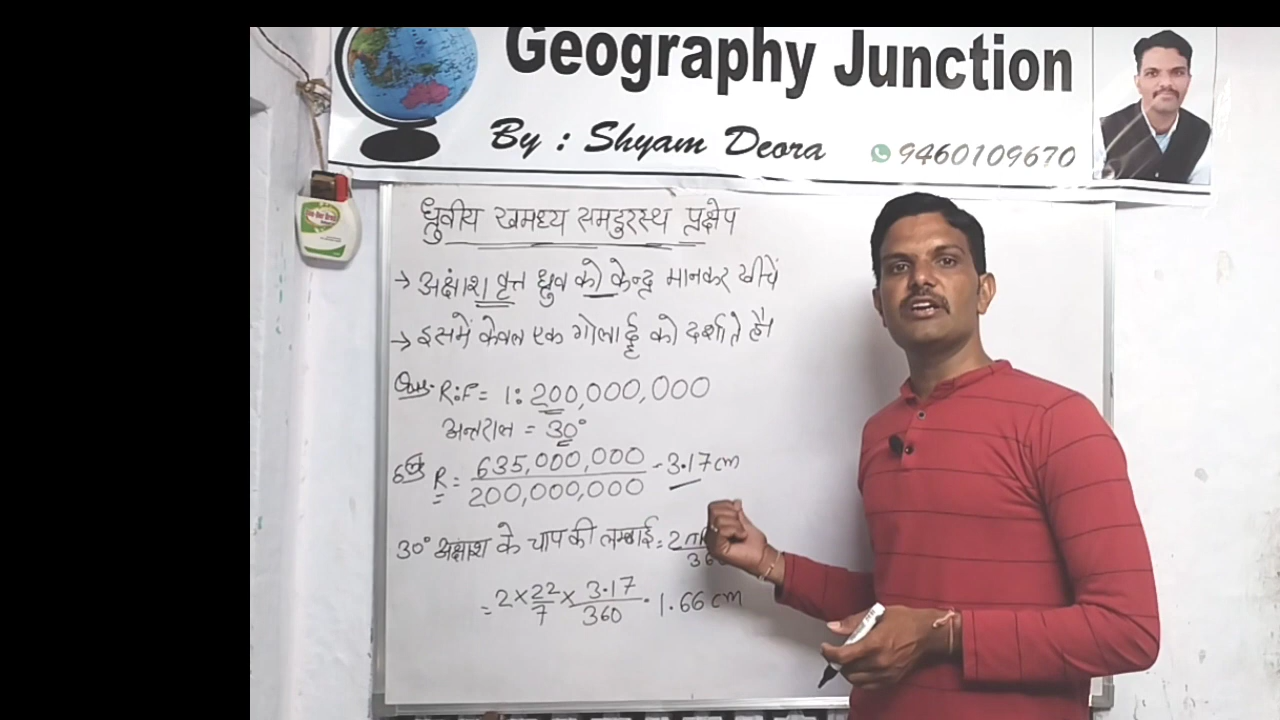 Geography Junction
By : Shyam Deora 9460109670
ध्रुवीय खमध्य समदुरस्थ प्रक्षेप
→ अक्षंाश वृत्त ध्रुव को केन्द्र मानकर खींचें
→ इसमें केवल एक गोलार्द्ध को दर्शाते है।
Que- R:F = 1: 200,000,000
अन्तराल = 30°
R = 635,000,000 / 200,000,000 = 3.17 cm
30° अक्षाश के चाप की लम्बाई =
= 2 × 22/7 × 3.17/360 = 1.66 cm